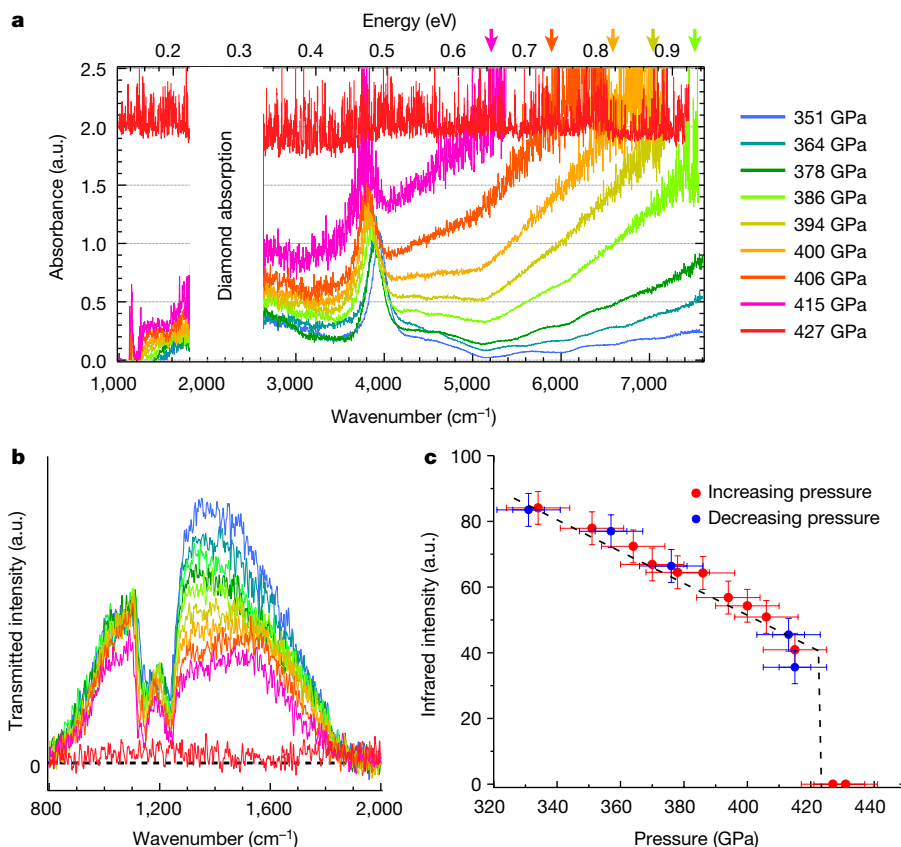 a
Energy (eV)
0.2 0.3 0.4 0.5 0.6 0.7 0.8 0.9
2.5
2.0
1.5
1.0
0.5
0.0
Absorbance (a.u.)
Diamond absorption
1,000 2,000 3,000 4,000 5,000 6,000 7,000
Wavenumber (cm⁻¹)
351 GPa
364 GPa
378 GPa
386 GPa
394 GPa
400 GPa
406 GPa
415 GPa
427 GPa
b
Transmitted intensity (a.u.)
0
800 1,200 1,600 2,000
Wavenumber (cm⁻¹)
c
100
80
60
40
20
0
Infrared intensity (a.u.)
Increasing pressure
Decreasing pressure
320 340 360 380 400 420 440
Pressure (GPa)